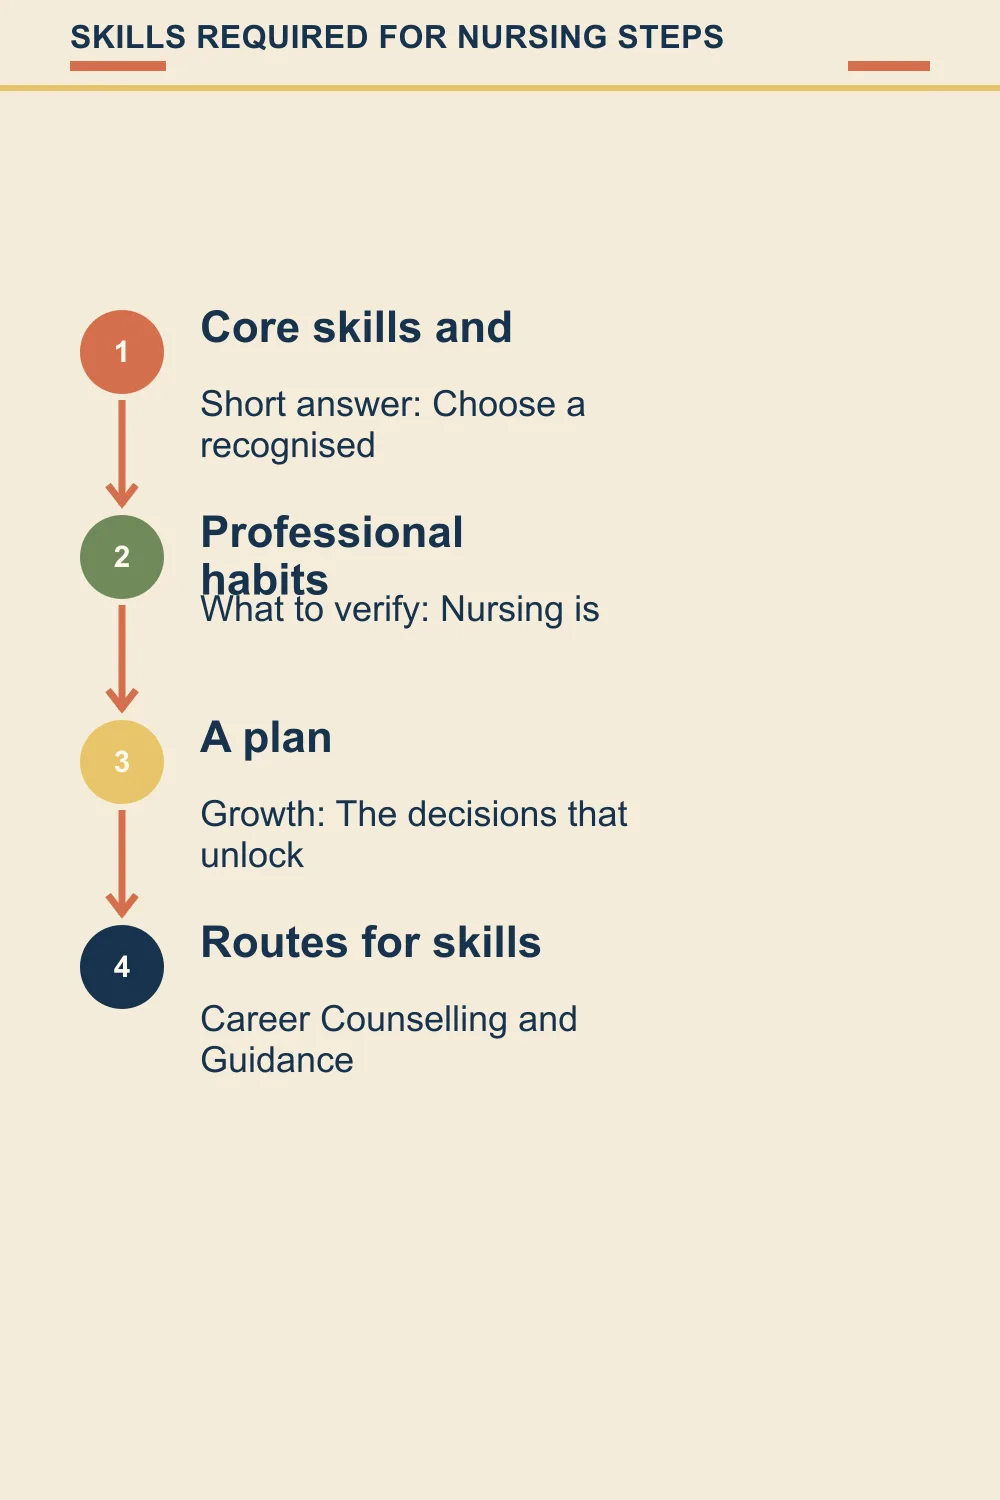 SKILLS REQUIRED FOR NURSING STEPS
1
Core skills and
Short answer: Choose a
recognised
2
Professional
habits
What to verify: Nursing is
3
A plan
Growth: The decisions that
unlock
4
Routes for skills
Career Counselling and
Guidance